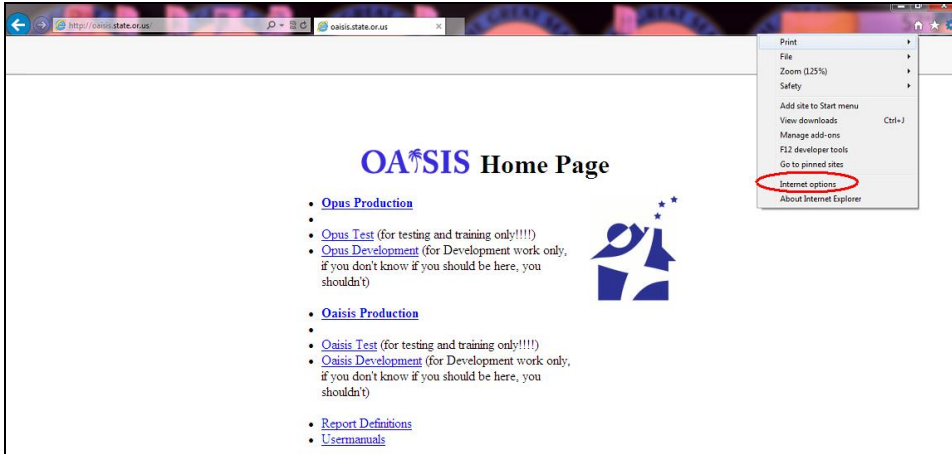 http://oaisis.state.or.us/
oaisis.state.or.us
Print
File
Zoom (125%)
Safety
Add site to Start menu
View downloads Ctrl+J
Manage add-ons
F12 developer tools
Go to pinned sites
Internet options
About Internet Explorer
OASIS Home Page
Opus Production
Opus Test (for testing and training only!!!!)
Opus Development (for Development work only,
if you don't know if you should be here, you
shouldn't)
Oaisis Production
Oaisis Test (for testing and training only!!!!)
Oaisis Development (for Development work only,
if you don't know if you should be here, you
shouldn't)
Report Definitions
Usermanuals